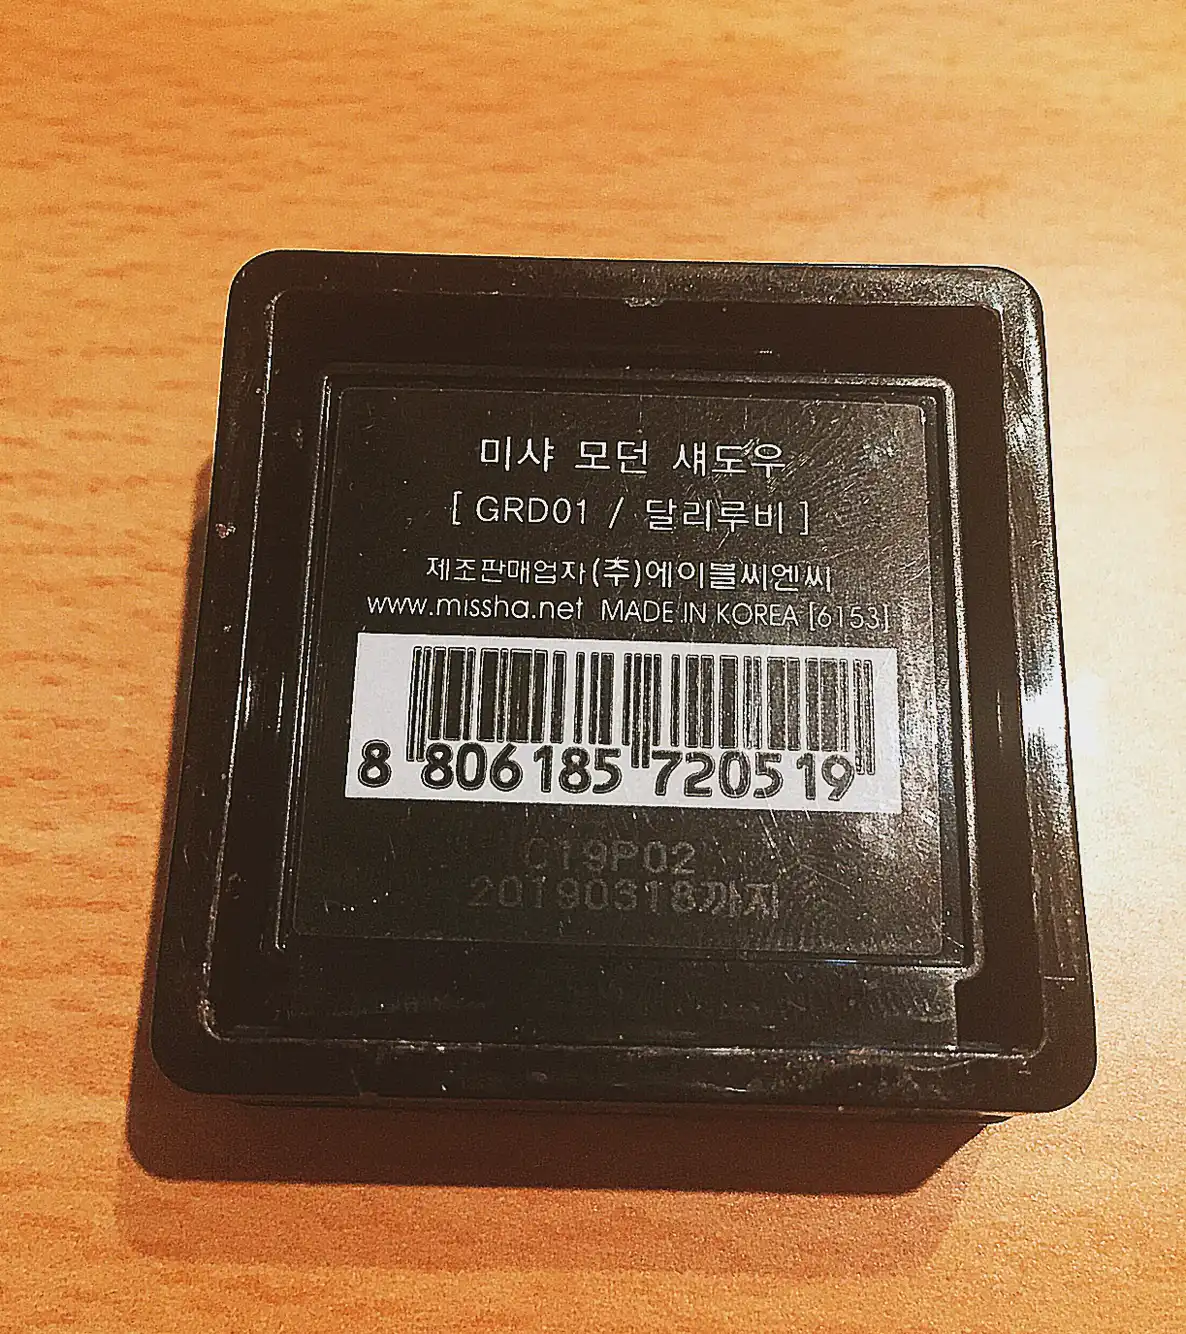 미샤 모던 섀도우
[ GRD01 / 달리루비 ]
제조판매업자(주)에이블씨엔씨
www.missha.net MADE IN KOREA [6153]
8 806185 720519
C19P02
20190318까지